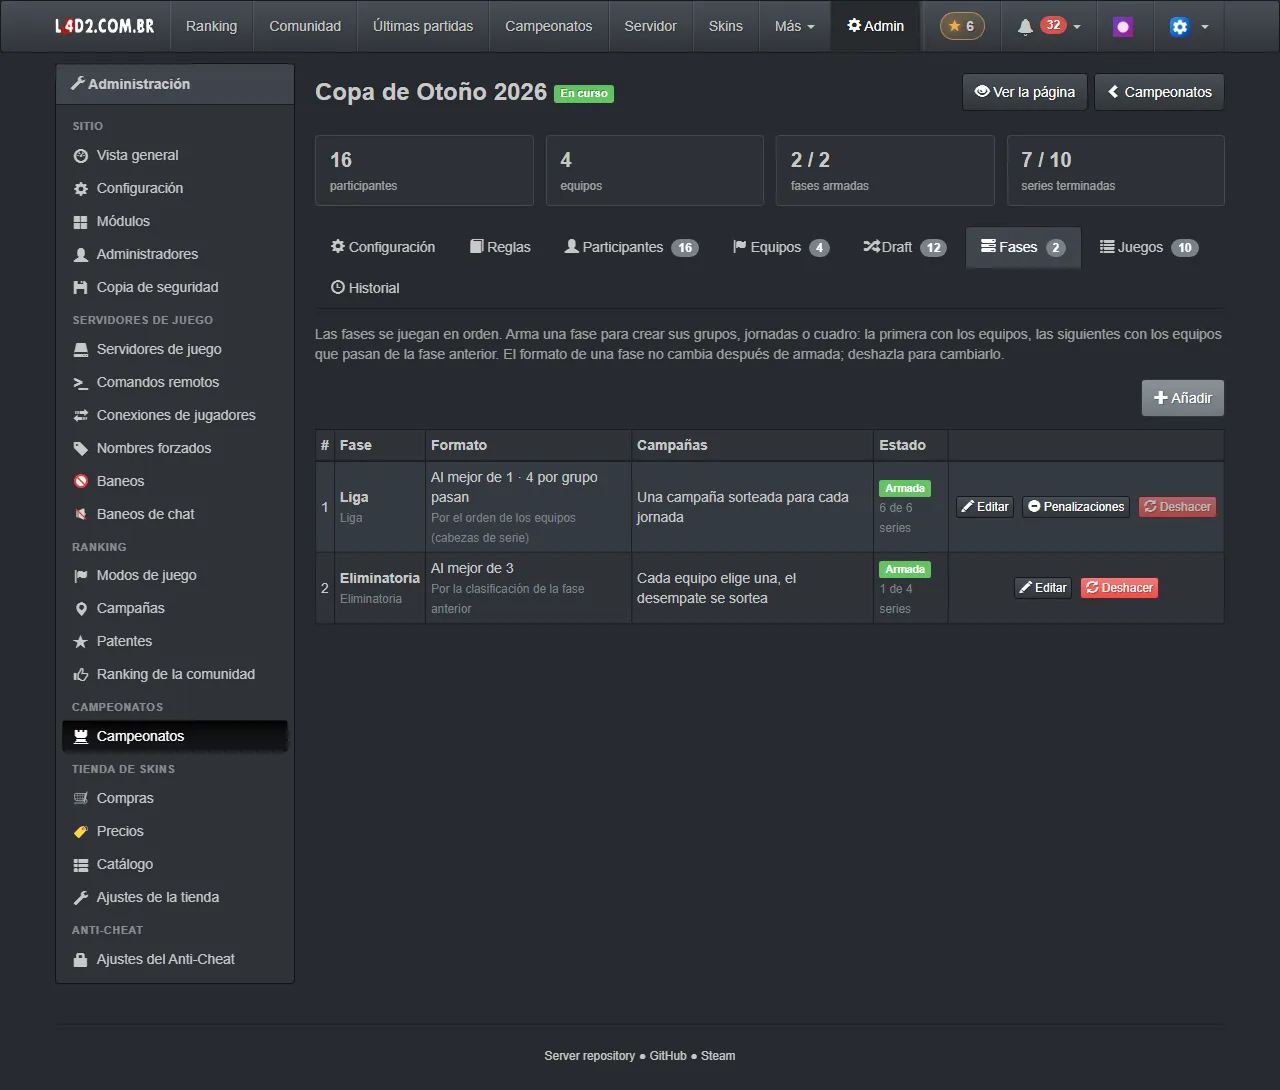 L4D2.COM.BR
Ranking
Comunidad
Últimas partidas
Campeonatos
Servidor
Skins
Más
Admin
6
32
Administración
SITIO
Vista general
Configuración
Módulos
Administradores
Copia de seguridad
SERVIDORES DE JUEGO
Servidores de juego
Comandos remotos
Conexiones de jugadores
Nombres forzados
Baneos
Baneos de chat
RANKING
Modos de juego
Campañas
Patentes
Ranking de la comunidad
CAMPEONATOS
Campeonatos
TIENDA DE SKINS
Compras
Precios
Catálogo
Ajustes de la tienda
ANTI-CHEAT
Ajustes del Anti-Cheat
Copa de Otoño 2026 En curso
Ver la página
Campeonatos
16
participantes
4
equipos
2 / 2
fases armadas
7 / 10
series terminadas
Configuración
Reglas
Participantes 16
Equipos 4
Draft 12
Fases 2
Juegos 10
Historial
Las fases se juegan en orden. Arma una fase para crear sus grupos, jornadas o cuadro: la primera con los equipos, las siguientes con los equipos
que pasan de la fase anterior. El formato de una fase no cambia después de armada; deshazla para cambiarlo.
Añadir
# Fase Formato Campañas Estado
1
Liga
Liga
Al mejor de 1 · 4 por grupo
pasan
Por el orden de los equipos
(cabezas de serie)
Una campaña sorteada para cada
jornada
Armada
6 de 6
series
Editar
Penalizaciones
Deshacer
2
Eliminatoria
Eliminatoria
Al mejor de 3
Por la clasificación de la fase
anterior
Cada equipo elige una, el
desempate se sortea
Armada
1 de 4
series
Editar
Deshacer
Server repository ● GitHub ● Steam